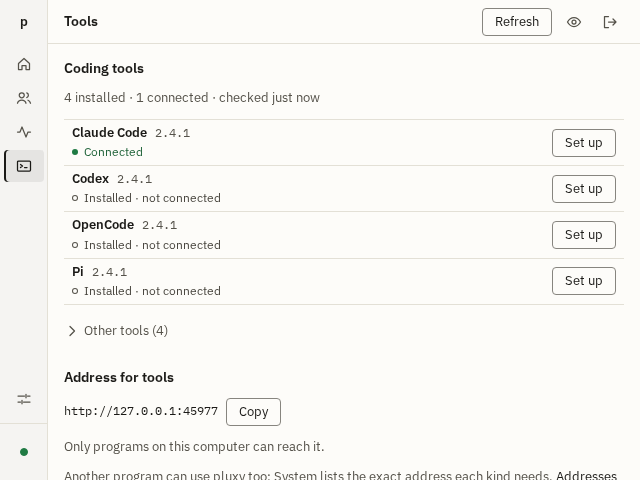 p
Tools
Refresh
Coding tools
4 installed · 1 connected · checked just now
Claude Code 2.4.1
Connected
Set up
Codex 2.4.1
Installed · not connected
Set up
OpenCode 2.4.1
Installed · not connected
Set up
Pi 2.4.1
Installed · not connected
Set up
Other tools (4)
Address for tools
http://127.0.0.1:45977
Copy
Only programs on this computer can reach it.
Another program can use pluxy too: System lists the exact address each kind needs. Addresses